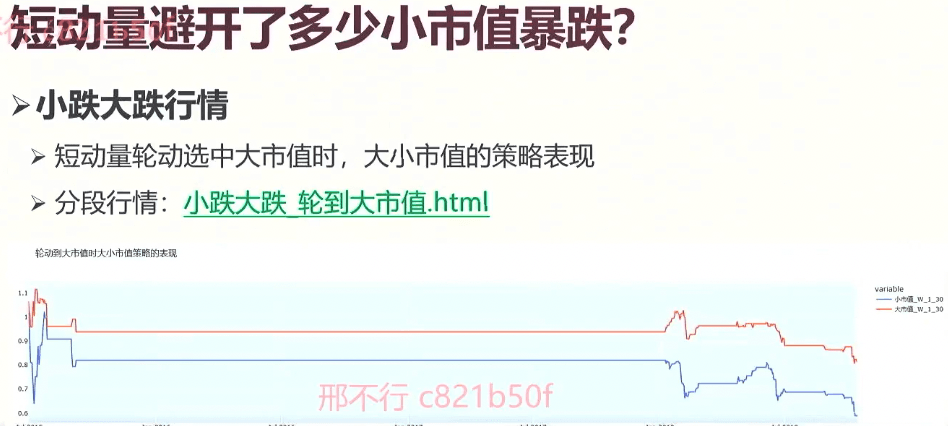 短动量避开了多少小市值暴跌?
小跌大跌行情
短动量轮动选中大市值时，大小市值的策略表现
分段行情：小跌大跌_轮到大市值.html
轮动到大市值时大小市值策略的表现
variable
小市值_W_1_30
大市值_W_1_30
1.1
1
0.9
0.8
0.7
0.6
邢不行 c821b50f